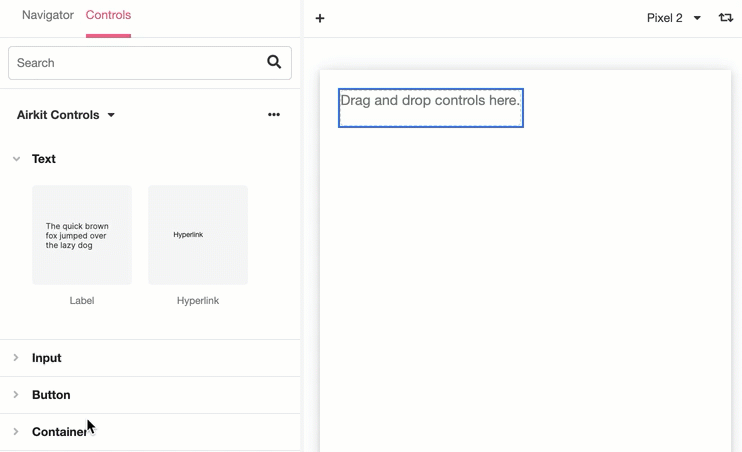 Navigator Controls
+
Pixel 2
Search
Drag and drop controls here.
Airkit Controls
Text
The quick brown
fox jumped over
the lazy dog
Hyperlink
Label
Hyperlink
Input
Button
Container